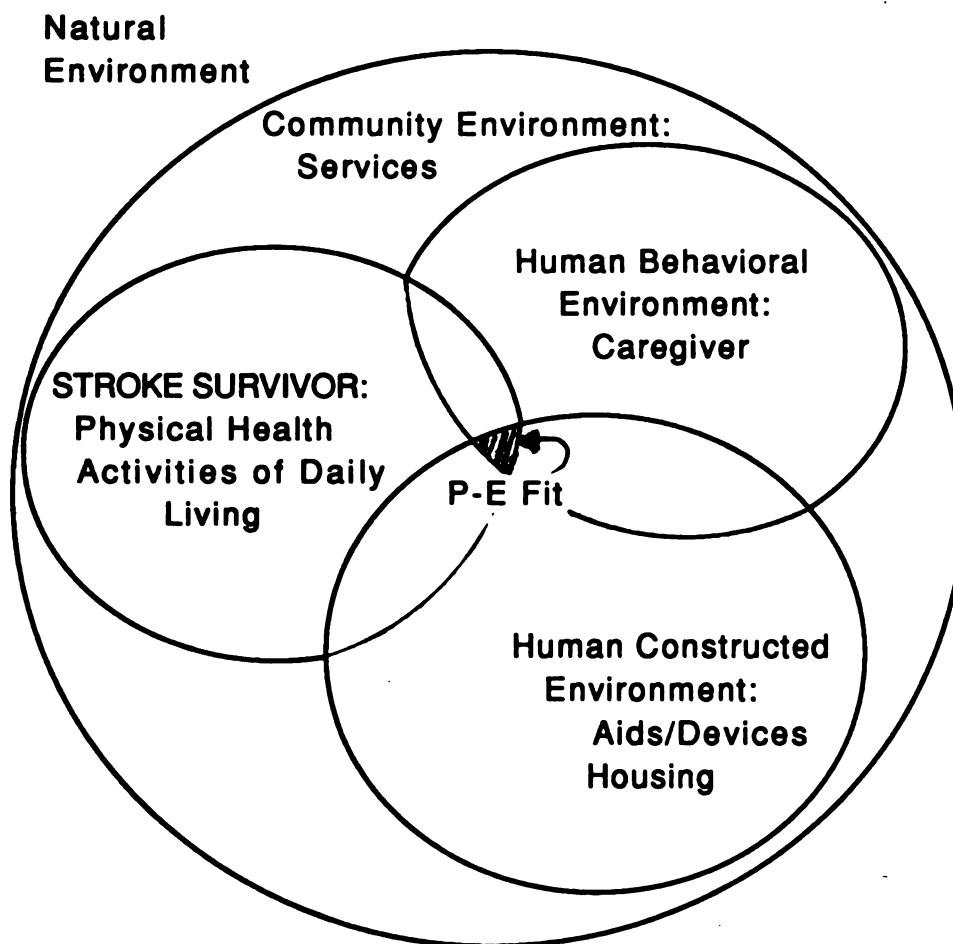 Natural
Environment
Community Environment:
Services
Human Behavioral
Environment:
Caregiver
STROKE SURVIVOR:
Physical Health
Activities of Daily
Living
P-E Fit
Human Constructed
Environment:
Aids/Devices
Housing